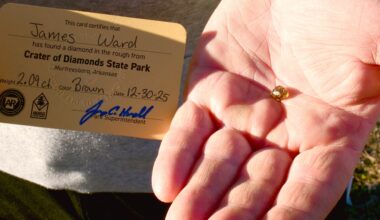 This card certifies that
James Ward
has found a diamond in the rough from
Crater of Diamonds State Park
Murfreesboro, Arkansas
Weight 2.09 ct. Color Brown Date 12-30-25
Park Superintendent